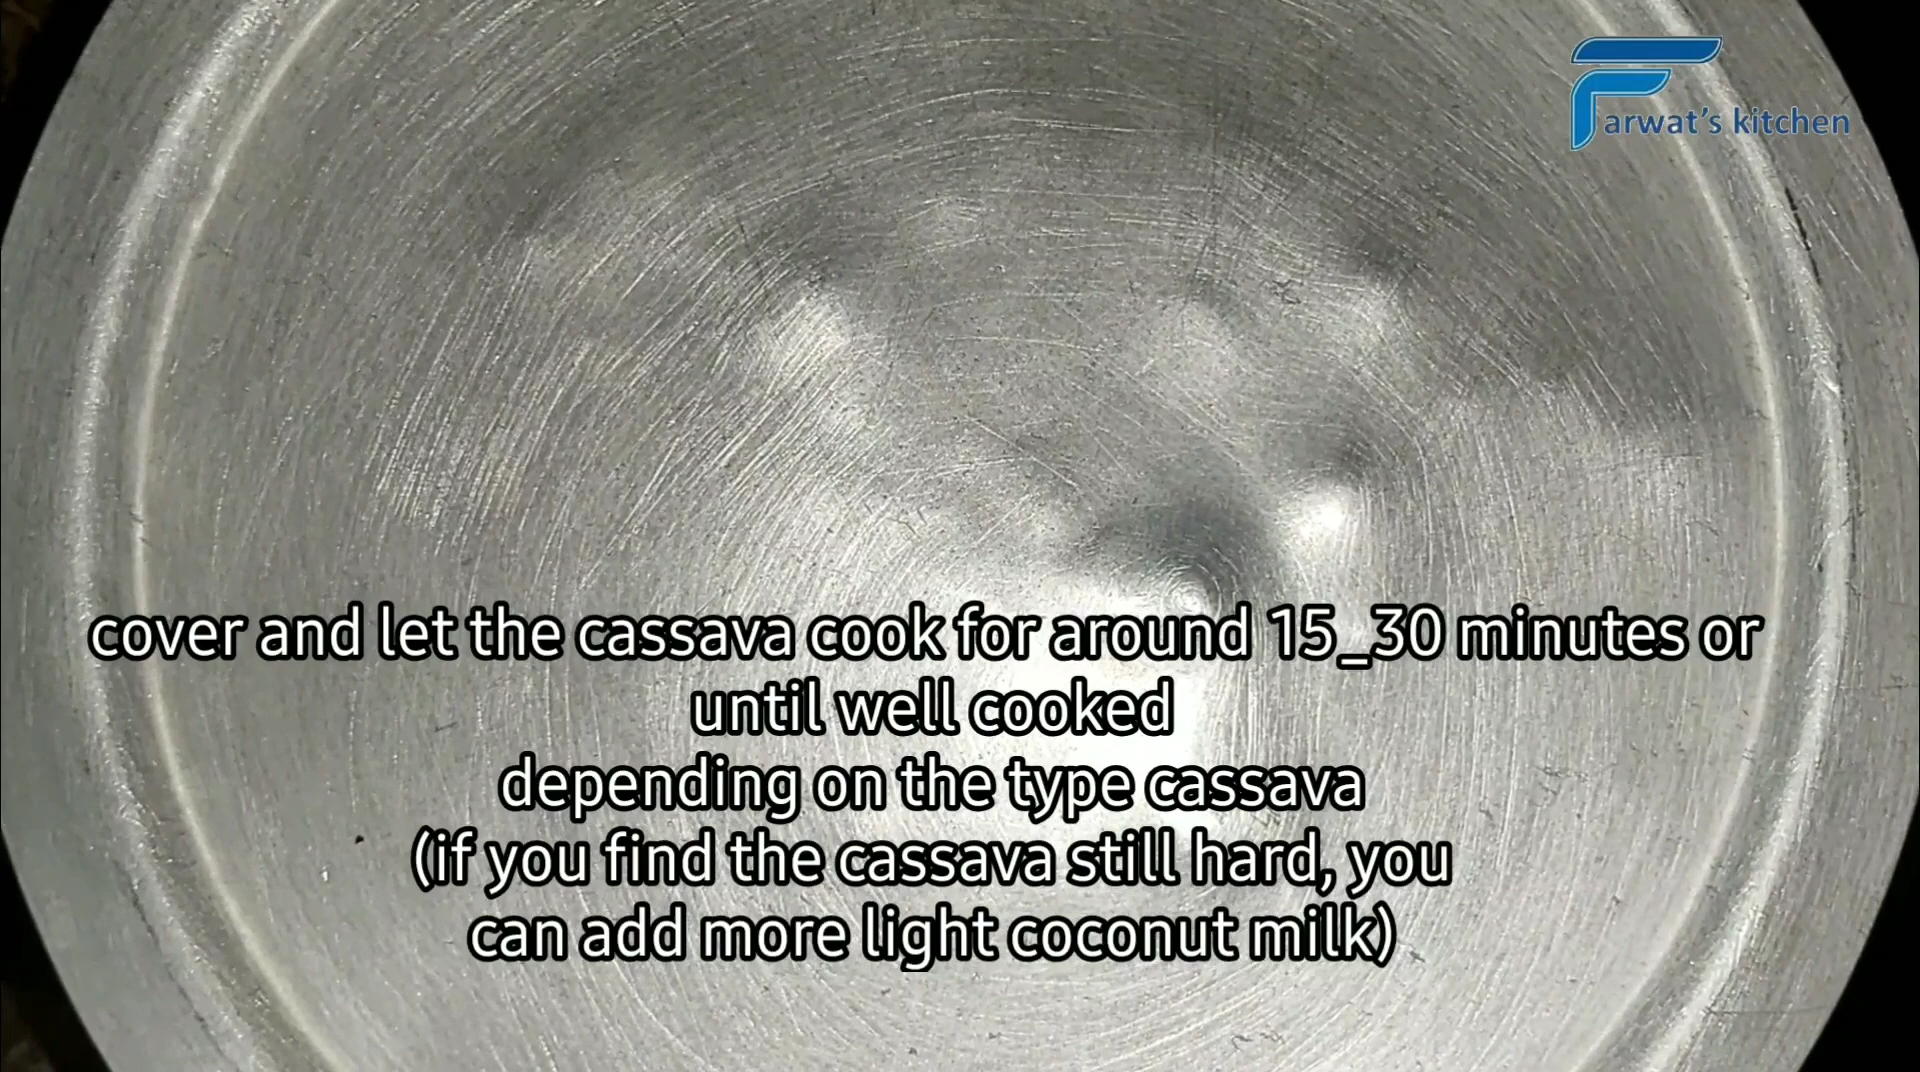 Farwat's kitchen
cover and let the cassava cook for around 15_30 minutes or
until well cooked
depending on the type cassava
(if you find the cassava still hard, you
can add more light coconut milk)